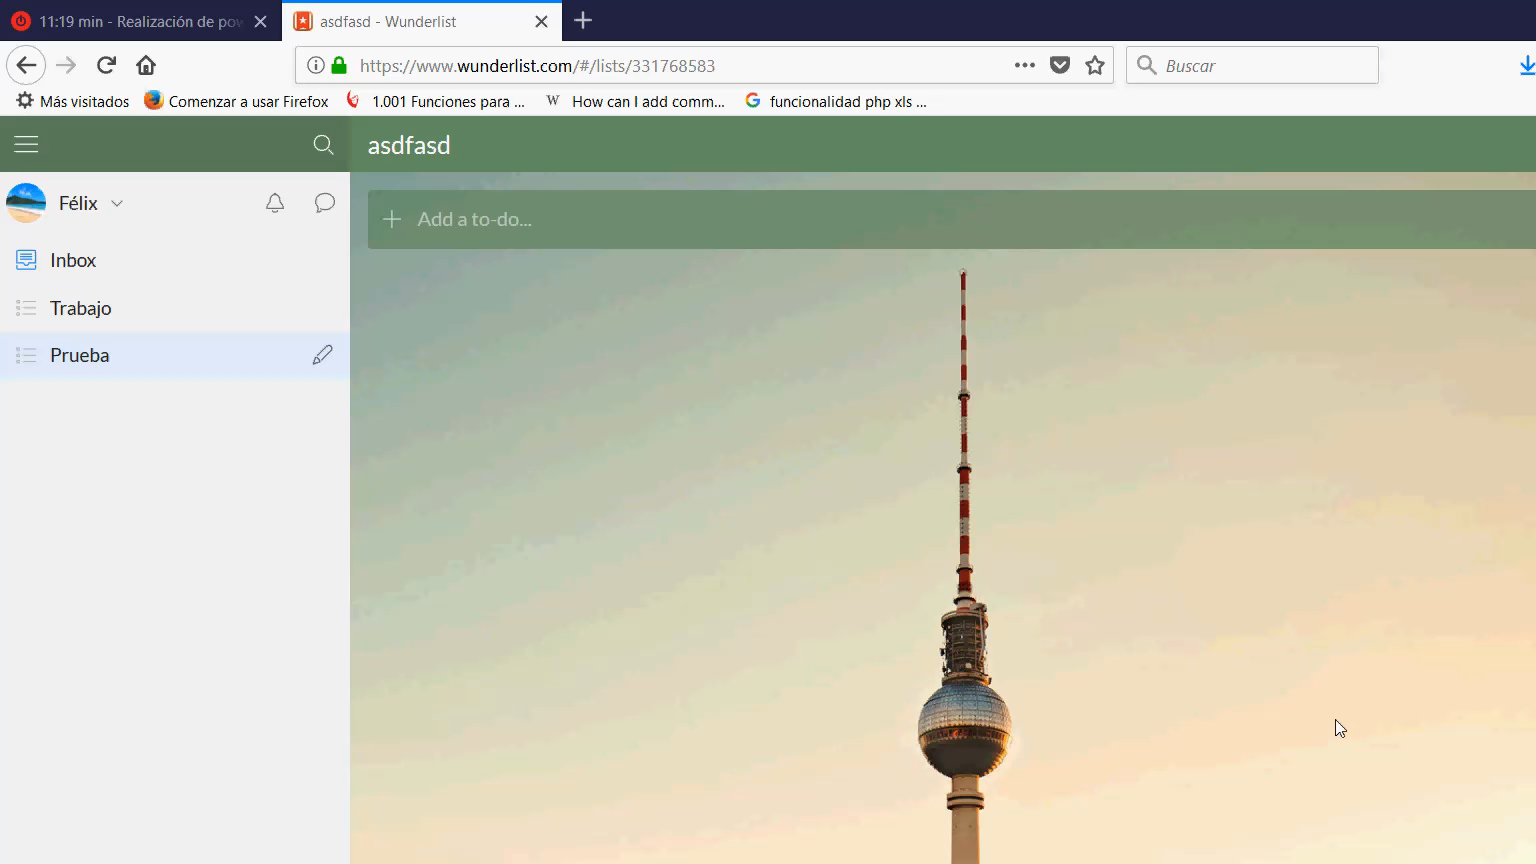 11:19 min - Realización de pow
asdfasd - Wunderlist
https://www.wunderlist.com/#/lists/331768583
Buscar
Más visitados
Comenzar a usar Firefox
1.001 Funciones para ...
W
How can I add comm...
G
funcionalidad php xls ...
asdfasd
Félix
Add a to-do...
Inbox
Trabajo
Prueba